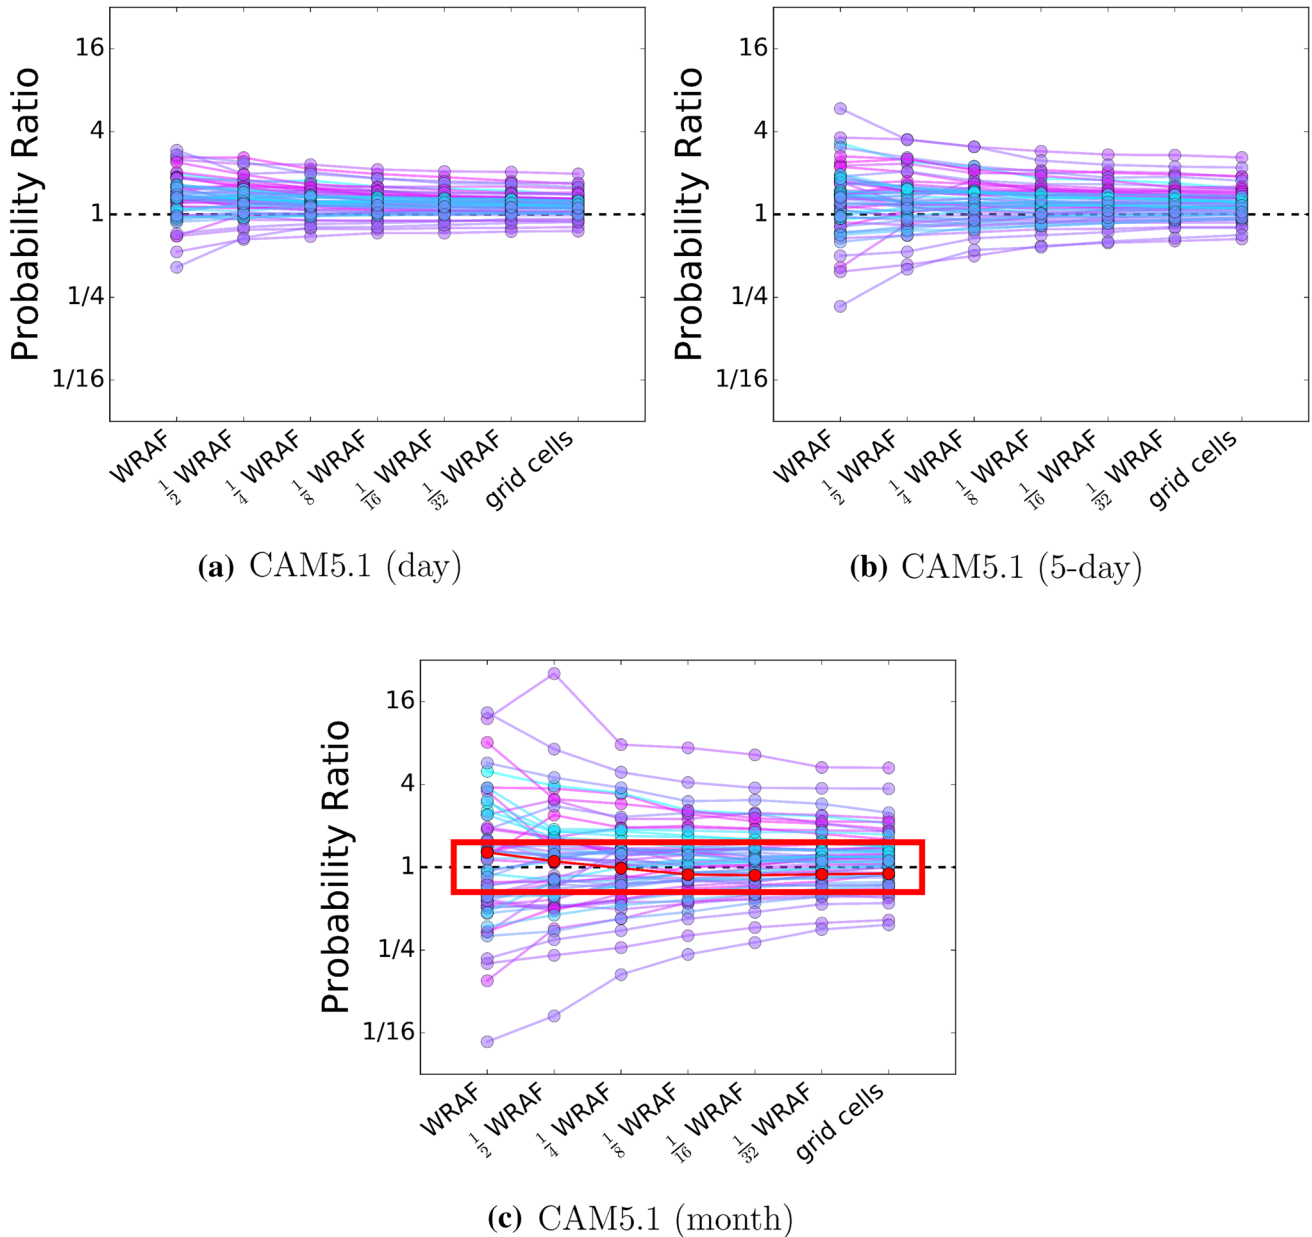 Probability Ratio
16
4
1
1/4
1/16
WRAF
1/2 WRAF
1/4 WRAF
1/8 WRAF
1/16 WRAF
1/32 WRAF
grid cells
(a) CAM5.1 (day)
Probability Ratio
16
4
1
1/4
1/16
WRAF
1/2 WRAF
1/4 WRAF
1/8 WRAF
1/16 WRAF
1/32 WRAF
grid cells
(b) CAM5.1 (5-day)
Probability Ratio
16
4
1
1/4
1/16
WRAF
1/2 WRAF
1/4 WRAF
1/8 WRAF
1/16 WRAF
1/32 WRAF
grid cells
(c) CAM5.1 (month)